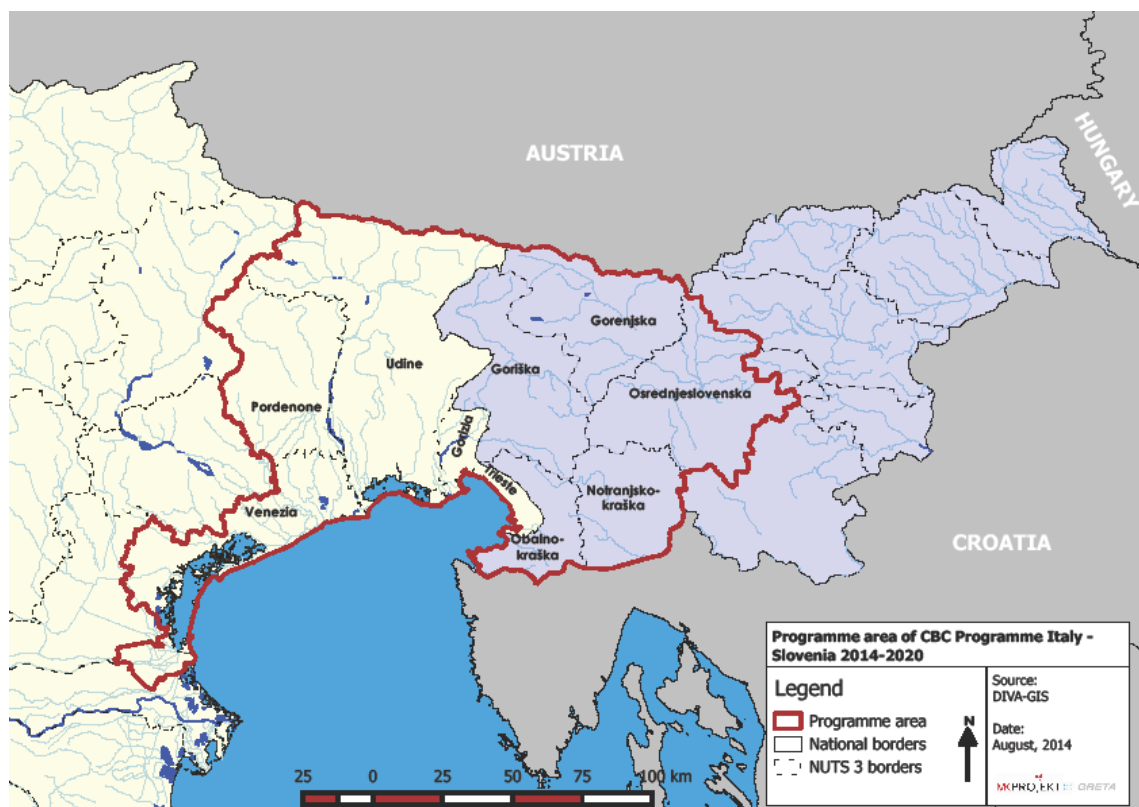 AUSTRIA
HUNGARY
Gorenjska
Udine
Goriška
Osrednjeslovenska
Pordenone
Gorizia
Trieste
Notranjsko-
kraška
Venezia
Obalno-
kraška
CROATIA
Programme area of CBC Programme Italy -
Slovenia 2014-2020
Legend
Programme area
National borders
NUTS 3 borders
Source:
DIVA-GIS
Date:
August, 2014
N
MKPROJEKT GRETA
25 0 25 50 75 100 km